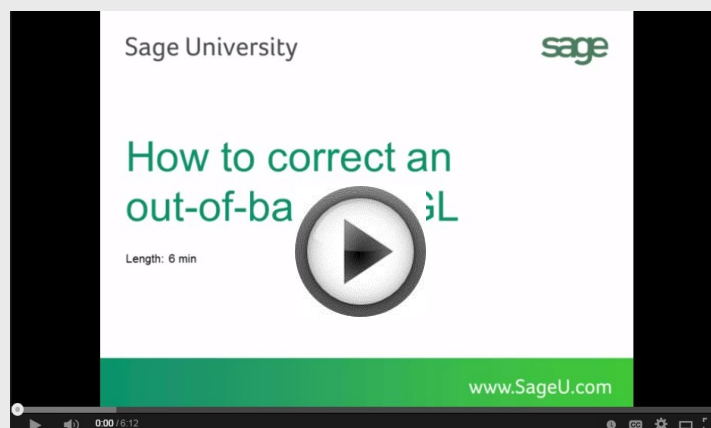 Sage University
sage
How to correct an
out-of-ba GL
Length: 6 min
www.SageU.com
0:00 / 6:12
CC